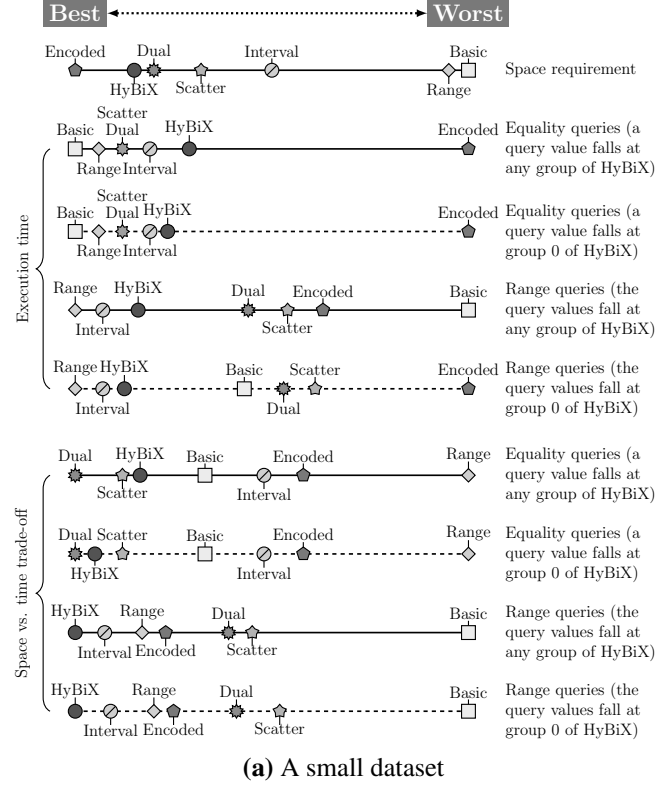 Best Worst
Encoded Dual Interval Basic
HyBiX Scatter Range
Space requirement
Scatter
Basic Dual HyBiX Encoded
Range Interval
Equality queries (a
query value falls at
any group of HyBiX)
Scatter
Basic Dual HyBiX Encoded
Range Interval
Equality queries (a
query value falls at
group 0 of HyBiX)
Range HyBiX Dual Encoded Basic
Interval Scatter
Range queries (the
query values fall at
any group of HyBiX)
Range HyBiX Basic Scatter Encoded
Interval Dual
Range queries (the
query values fall at
group 0 of HyBiX)
Execution time
Dual HyBiX Basic Encoded Range
Scatter Interval
Equality queries (a
query value falls at
any group of HyBiX)
Dual Scatter Basic Encoded Range
HyBiX Interval
Equality queries (a
query value falls at
group 0 of HyBiX)
HyBiX Range Dual Basic
Interval Encoded Scatter
Range queries (the
query values fall at
any group of HyBiX)
HyBiX Range Dual Basic
Interval Encoded Scatter
Range queries (the
query values fall at
group 0 of HyBiX)
Space vs. time trade-off
(a) A small dataset